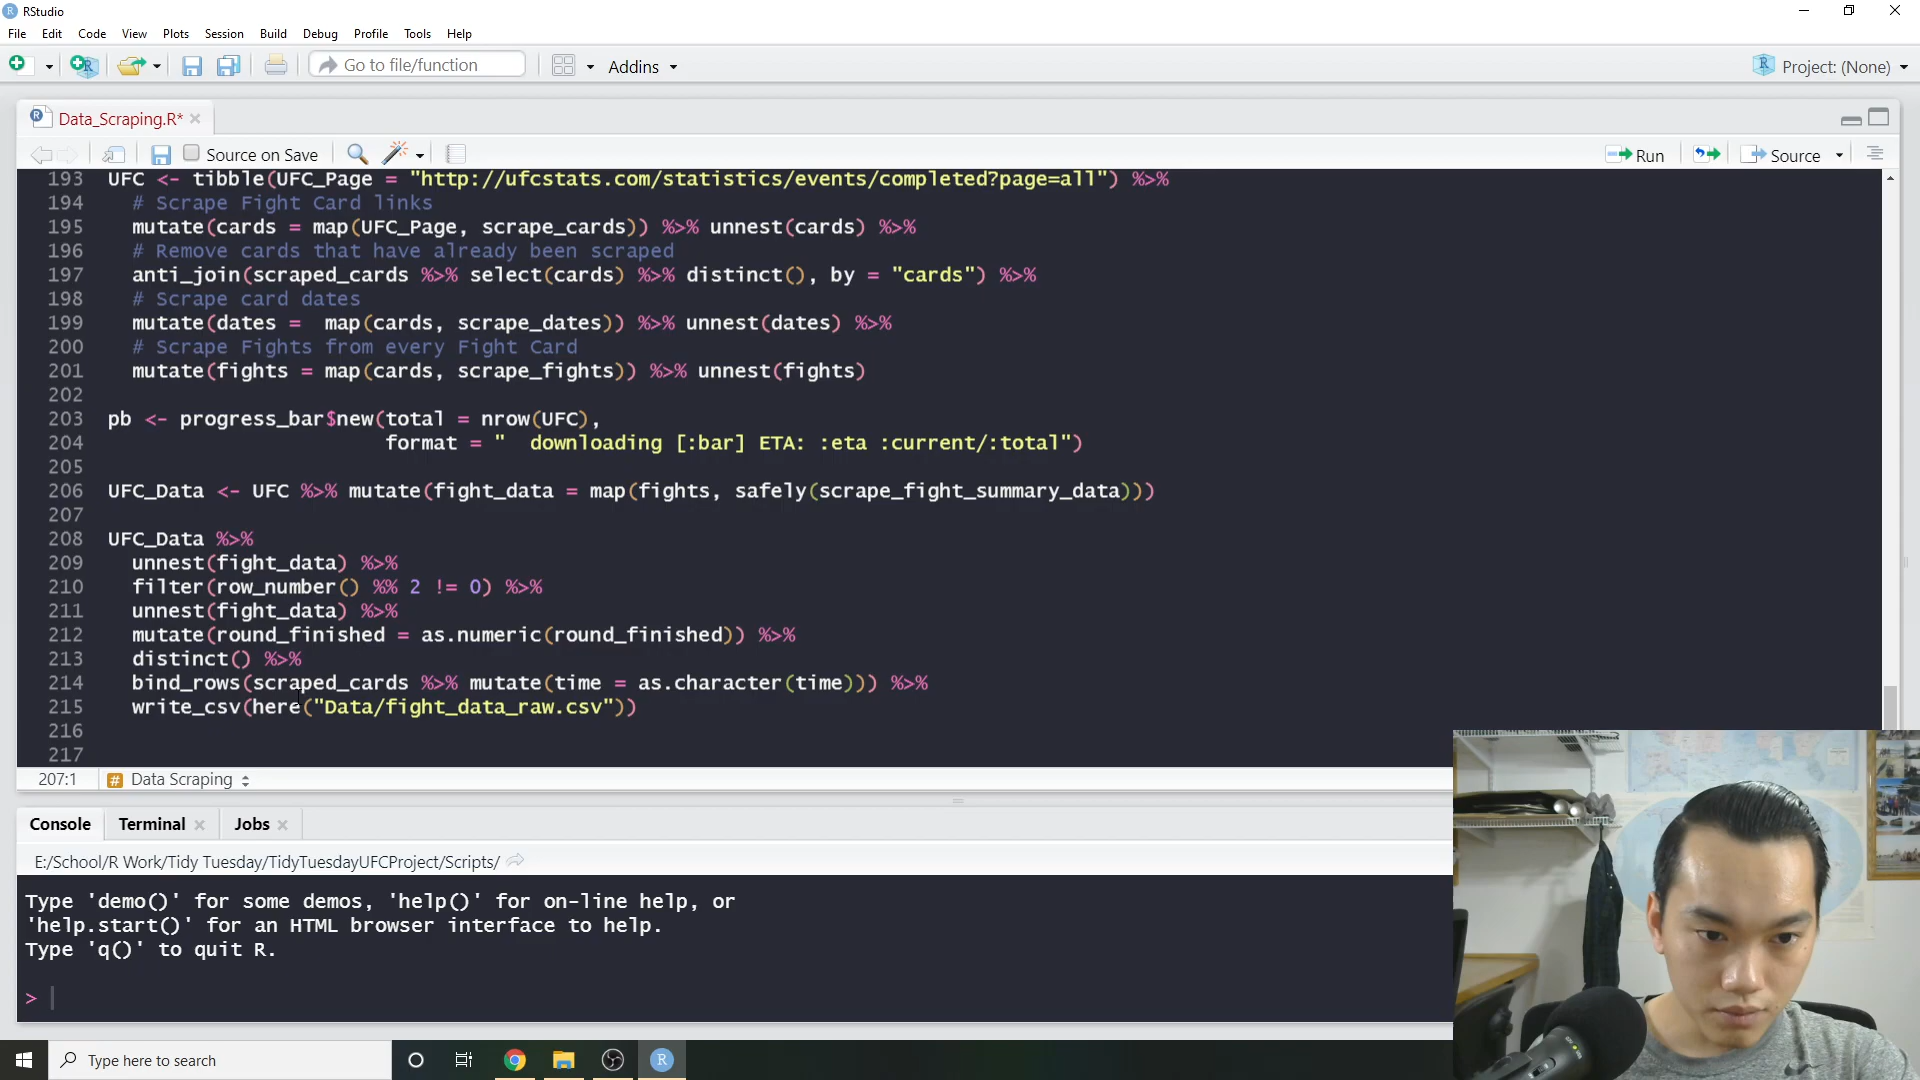 RStudio
File Edit Code View Plots Session Build Debug Profile Tools Help
Go to file/function Addins Project: (None)
Data_Scraping.R*
Source on Save Run Source
193 UFC <- tibble(UFC_Page = "http://ufcstats.com/statistics/events/completed?page=all") %>%
194 # Scrape Fight Card links
195 mutate(cards = map(UFC_Page, scrape_cards)) %>% unnest(cards) %>%
196 # Remove cards that have already been scraped
197 anti_join(scraped_cards %>% select(cards) %>% distinct(), by = "cards") %>%
198 # Scrape card dates
199 mutate(dates =  map(cards, scrape_dates)) %>% unnest(dates) %>%
200 # Scrape Fights from every Fight Card
201 mutate(fights = map(cards, scrape_fights)) %>% unnest(fights)
202
203 pb <- progress_bar$new(total = nrow(UFC),
204 format = "  downloading [:bar] ETA: :eta :current/:total")
205
206 UFC_Data <- UFC %>% mutate(fight_data = map(fights, safely(scrape_fight_summary_data)))
207
208 UFC_Data %>%
209 unnest(fight_data) %>%
210 filter(row_number() %% 2 != 0) %>%
211 unnest(fight_data) %>%
212 mutate(round_finished = as.numeric(round_finished)) %>%
213 distinct() %>%
214 bind_rows(scraped_cards %>% mutate(time = as.character(time))) %>%
215 write_csv(here("Data/fight_data_raw.csv"))
216
217
207:1 # Data Scraping
Console Terminal Jobs
E:/School/R Work/Tidy Tuesday/TidyTuesdayUFCProject/Scripts/
Type 'demo()' for some demos, 'help()' for on-line help, or
'help.start()' for an HTML browser interface to help.
Type 'q()' to quit R.
>
Type here to search